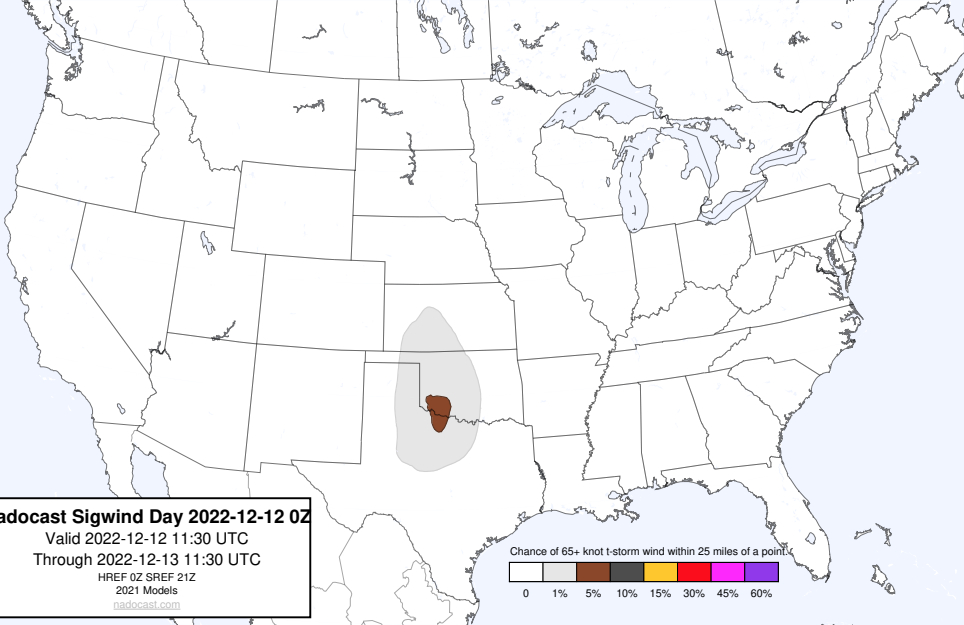 adocast Sigwind Day 2022-12-12 0Z
Valid 2022-12-12 11:30 UTC
Through 2022-12-13 11:30 UTC
HREF 0Z SREF 21Z
2021 Models
nadocast.com
Chance of 65+ knot t-storm wind within 25 miles of a point.
0 1% 5% 10% 15% 30% 45% 60%